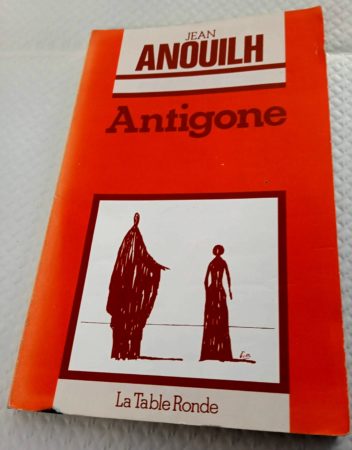 JEAN
ANOUILH
Antigone
La Table Ronde